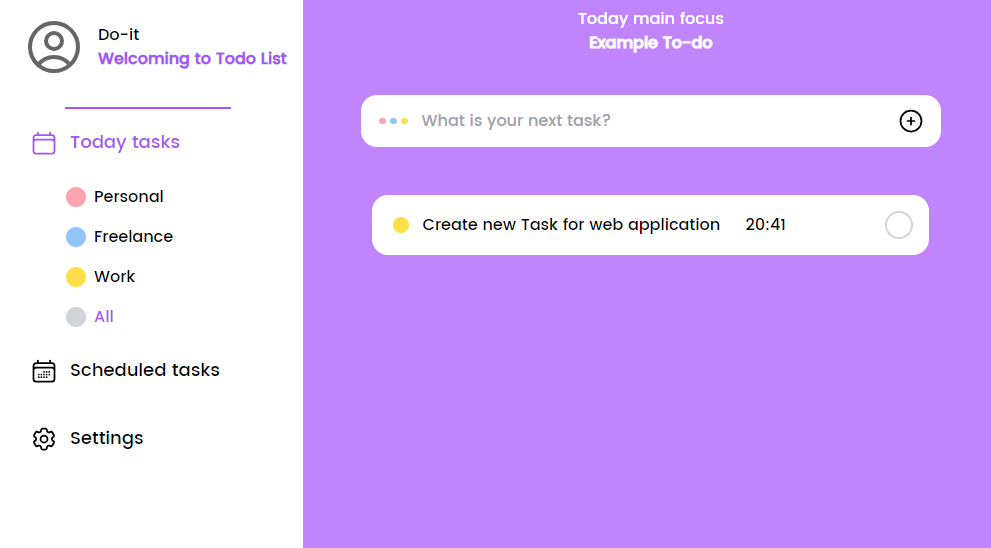 Do-it
Welcoming to Todo List
Today tasks
Personal
Freelance
Work
All
Scheduled tasks
Settings
Today main focus
Example To-do
What is your next task?
Create new Task for web application 20:41